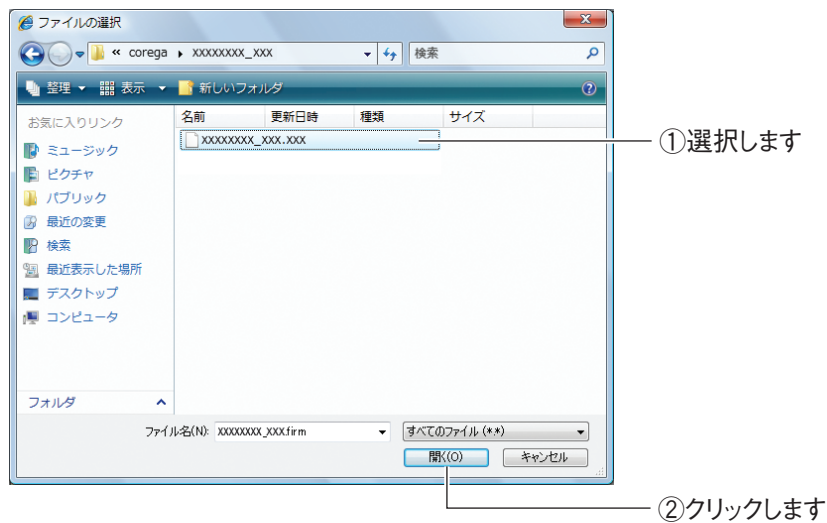 ファイルの選択
« corega ▸ XXXXXXXX_XXX
検索
整理 ▼ 表示 ▼ 新しいフォルダ
お気に入りリンク
名前 更新日時 種類 サイズ
XXXXXXXX_XXX.XXX
①選択します
ミュージック
ピクチャ
パブリック
最近の変更
検索
最近表示した場所
デスクトップ
コンピュータ
フォルダ
ファイル名(N): XXXXXXXX_XXX.firm
すべてのファイル (*.*)
開く(O) キャンセル
②クリックします